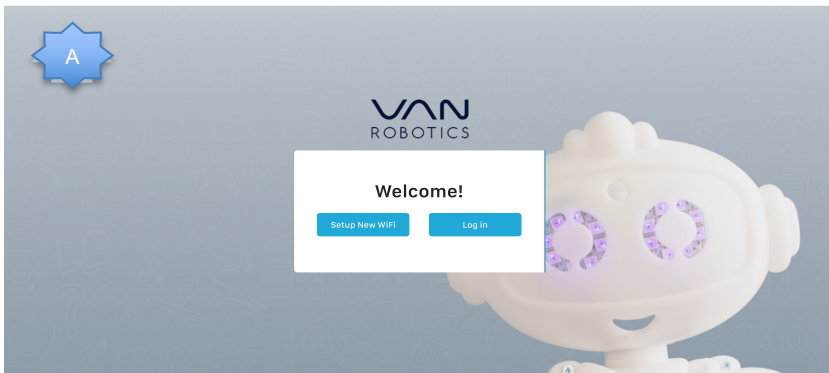 A
VAN
ROBOTICS
Welcome!
Setup New WiFi
Log in